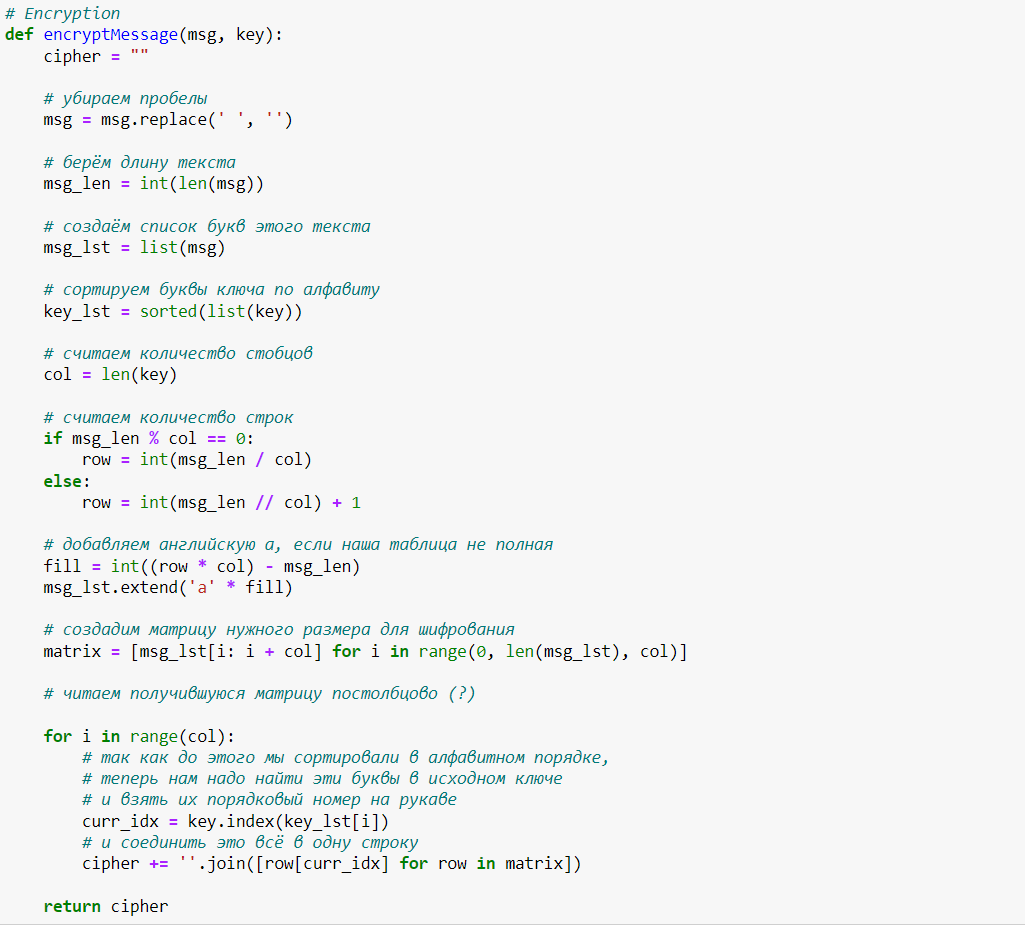 # Encryption
def encryptMessage(msg, key):
    cipher = ""

    # убираем пробелы
    msg = msg.replace(' ', '')

    # берём длину текста
    msg_len = int(len(msg))

    # создаём список букв этого текста
    msg_lst = list(msg)

    # сортируем буквы ключа по алфавиту
    key_lst = sorted(list(key))

    # считаем количество стобцов
    col = len(key)

    # считаем количество строк
    if msg_len % col == 0:
        row = int(msg_len / col)
    else:
        row = int(msg_len // col) + 1

    # добавляем английскую a, если наша таблица не полная
    fill = int((row * col) - msg_len)
    msg_lst.extend('a' * fill)

    # создадим матрицу нужного размера для шифрования
    matrix = [msg_lst[i: i + col] for i in range(0, len(msg_lst), col)]

    # читаем получившуюся матрицу постолбцово (?)

    for i in range(col):
        # так как до этого мы сортировали в алфавитном порядке,
        # теперь нам надо найти эти буквы в исходном ключе
        # и взять их порядковый номер на рукаве
        curr_idx = key.index(key_lst[i])
        # и соединить это всё в одну строку
        cipher += ''.join([row[curr_idx] for row in matrix])

    return cipher